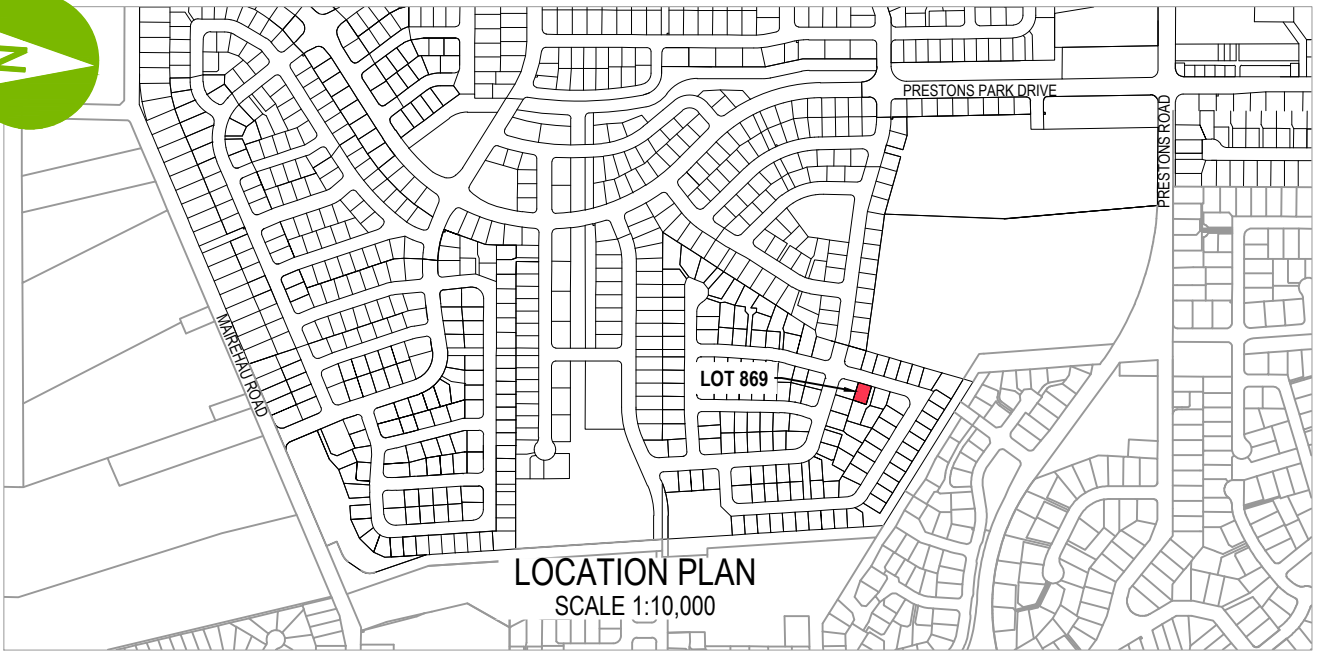 N
PRESTONS PARK DRIVE
PRESTONS ROAD
MAIREHAU ROAD
LOT 869
LOCATION PLAN
SCALE 1:10,000